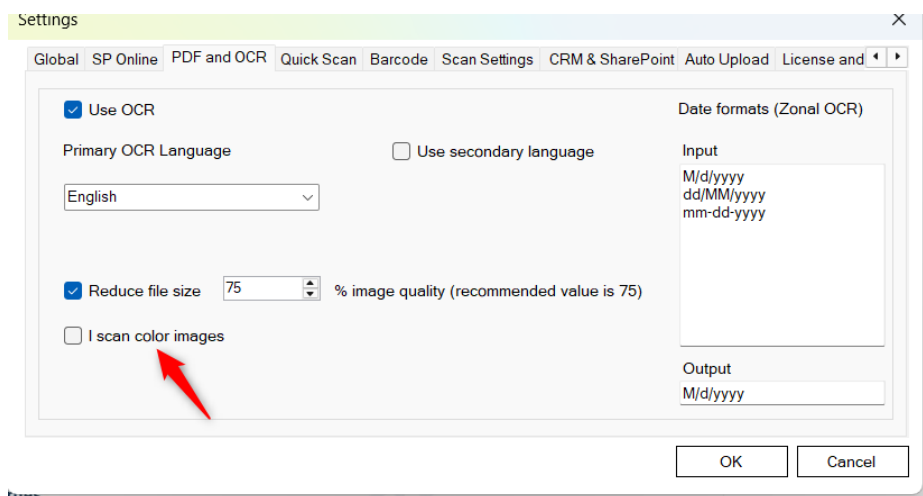 Settings
Global SP Online PDF and OCR Quick Scan Barcode Scan Settings CRM & SharePoint Auto Upload License and
Use OCR
Date formats (Zonal OCR)
Primary OCR Language
Use secondary language
Input
English
M/d/yyyy
dd/MM/yyyy
mm-dd-yyyy
Reduce file size 75 % image quality (recommended value is 75)
I scan color images
Output
M/d/yyyy
OK Cancel